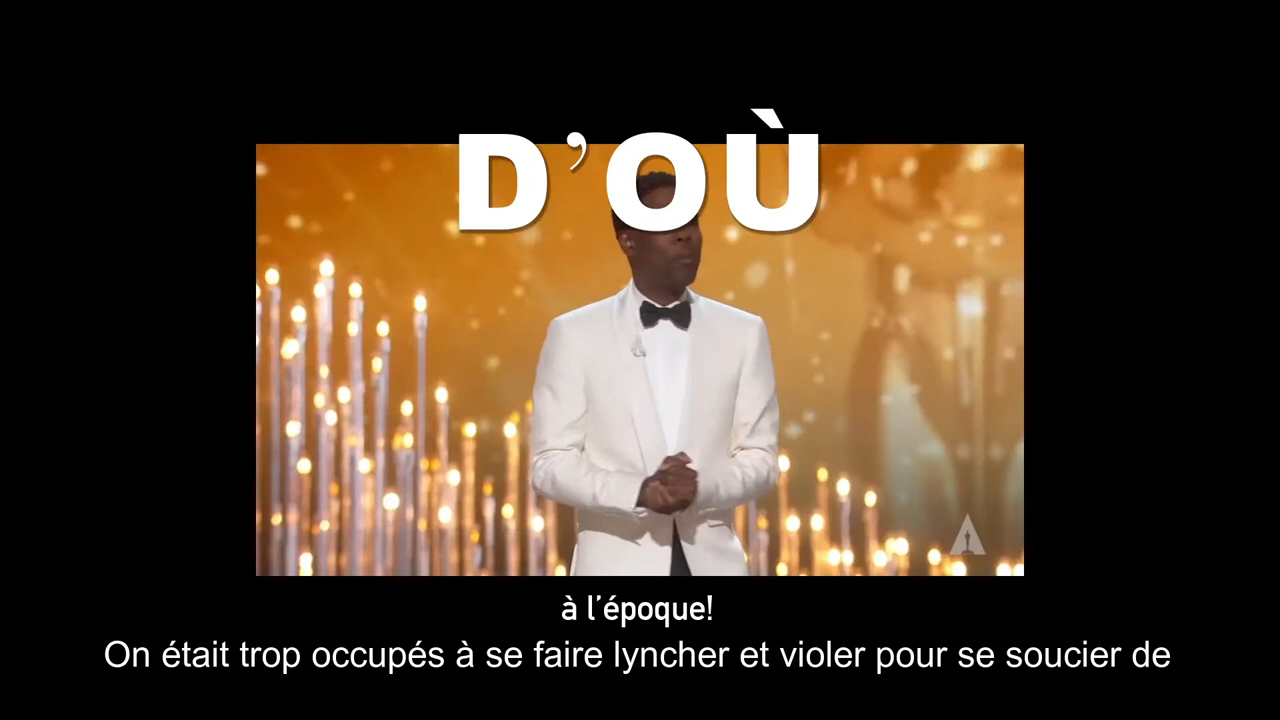 D’OÙ
à l’époque!
On était trop occupés à se faire lyncher et violer pour se soucier de